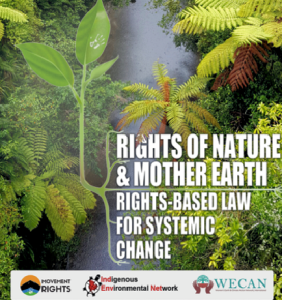 RIGHTS OF NATURE
& MOTHER EARTH
RIGHTS-BASED LAW
FOR SYSTEMIC
CHANGE
MOVEMENT
RIGHTS
Indigenous
Environmental Network
WECAN